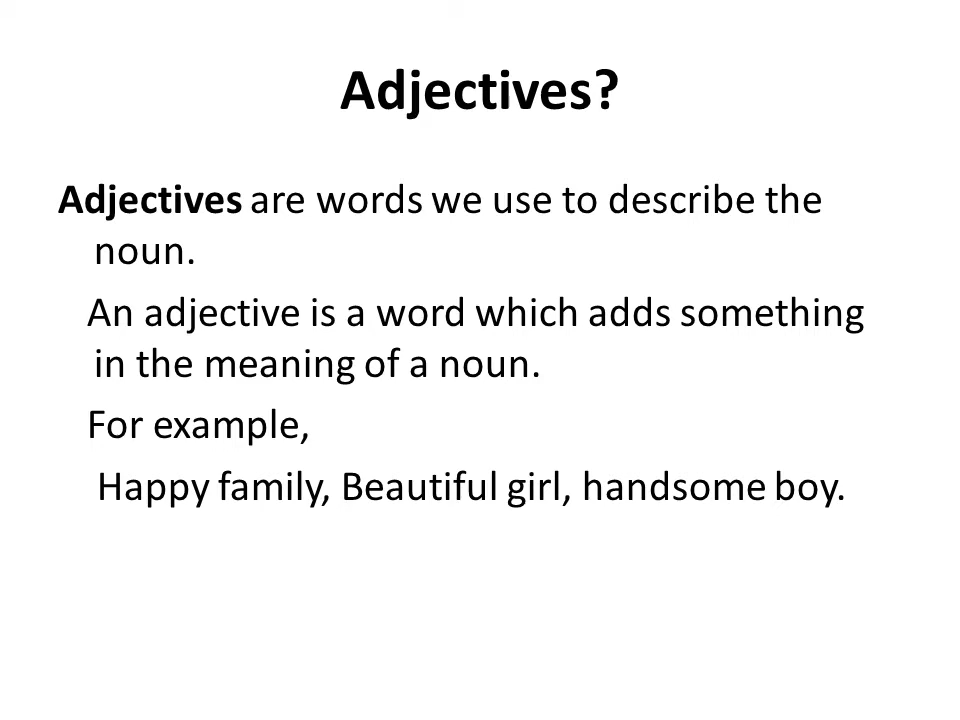 Adjectives?
Adjectives are words we use to describe the
noun.
An adjective is a word which adds something
in the meaning of a noun.
For example,
Happy family, Beautiful girl, handsome boy.